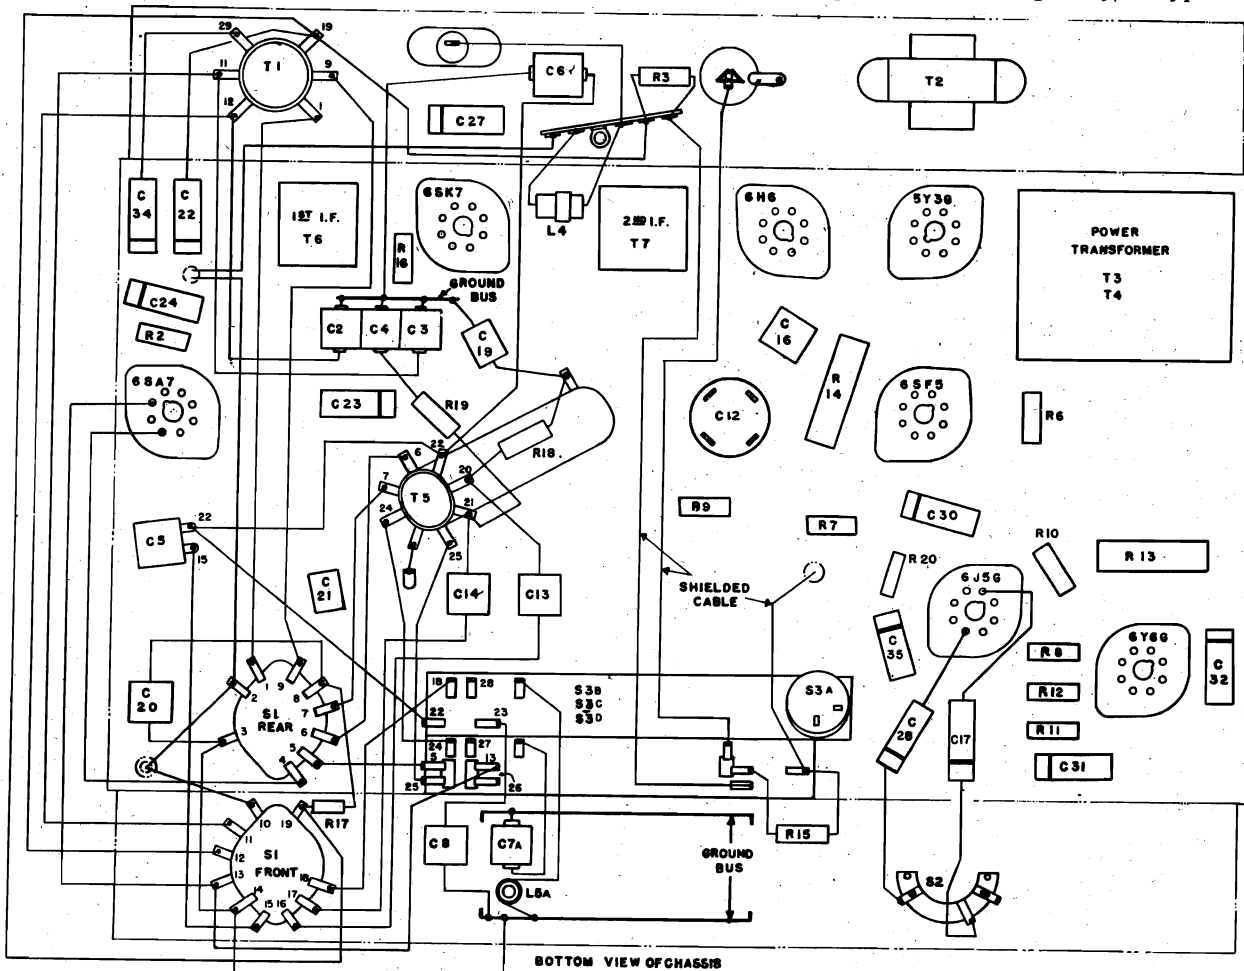 29
19
T1
11
9
12
1
C6
R3
T2
C27
C
34
C
22
1ST I.F.
T6
6SK7
R
16
L4
2ND I.F.
T7
6H6
5Y3G
POWER
TRANSFORMER
T3
T4
GROUND
BUS
C24
R2
C2
C4
C3
C
19
C
16
R
14
6SA7
C23
R19
R18
C12
6SF5
R6
6
22
7
20
T5
24
21
25
R9
R7
C30
C5
22
15
C
21
C14
C13
SHIELDED
CABLE
R20
R10
R13
6J5G
C
35
6Y6G
C
32
R8
R12
R11
C31
C
20
1
9
2
8
S1
REAR
7
3
6
5
4
18
28
22
23
24
27
5
13
25
26
S3B
S3C
S3D
S3A
C
28
C17
10
19
R17
11
12
S1
FRONT
13
14
18
17
15
16
C8
C7A
L5A
GROUND
BUS
R15
S2
BOTTOM VIEW OF CHASSIS